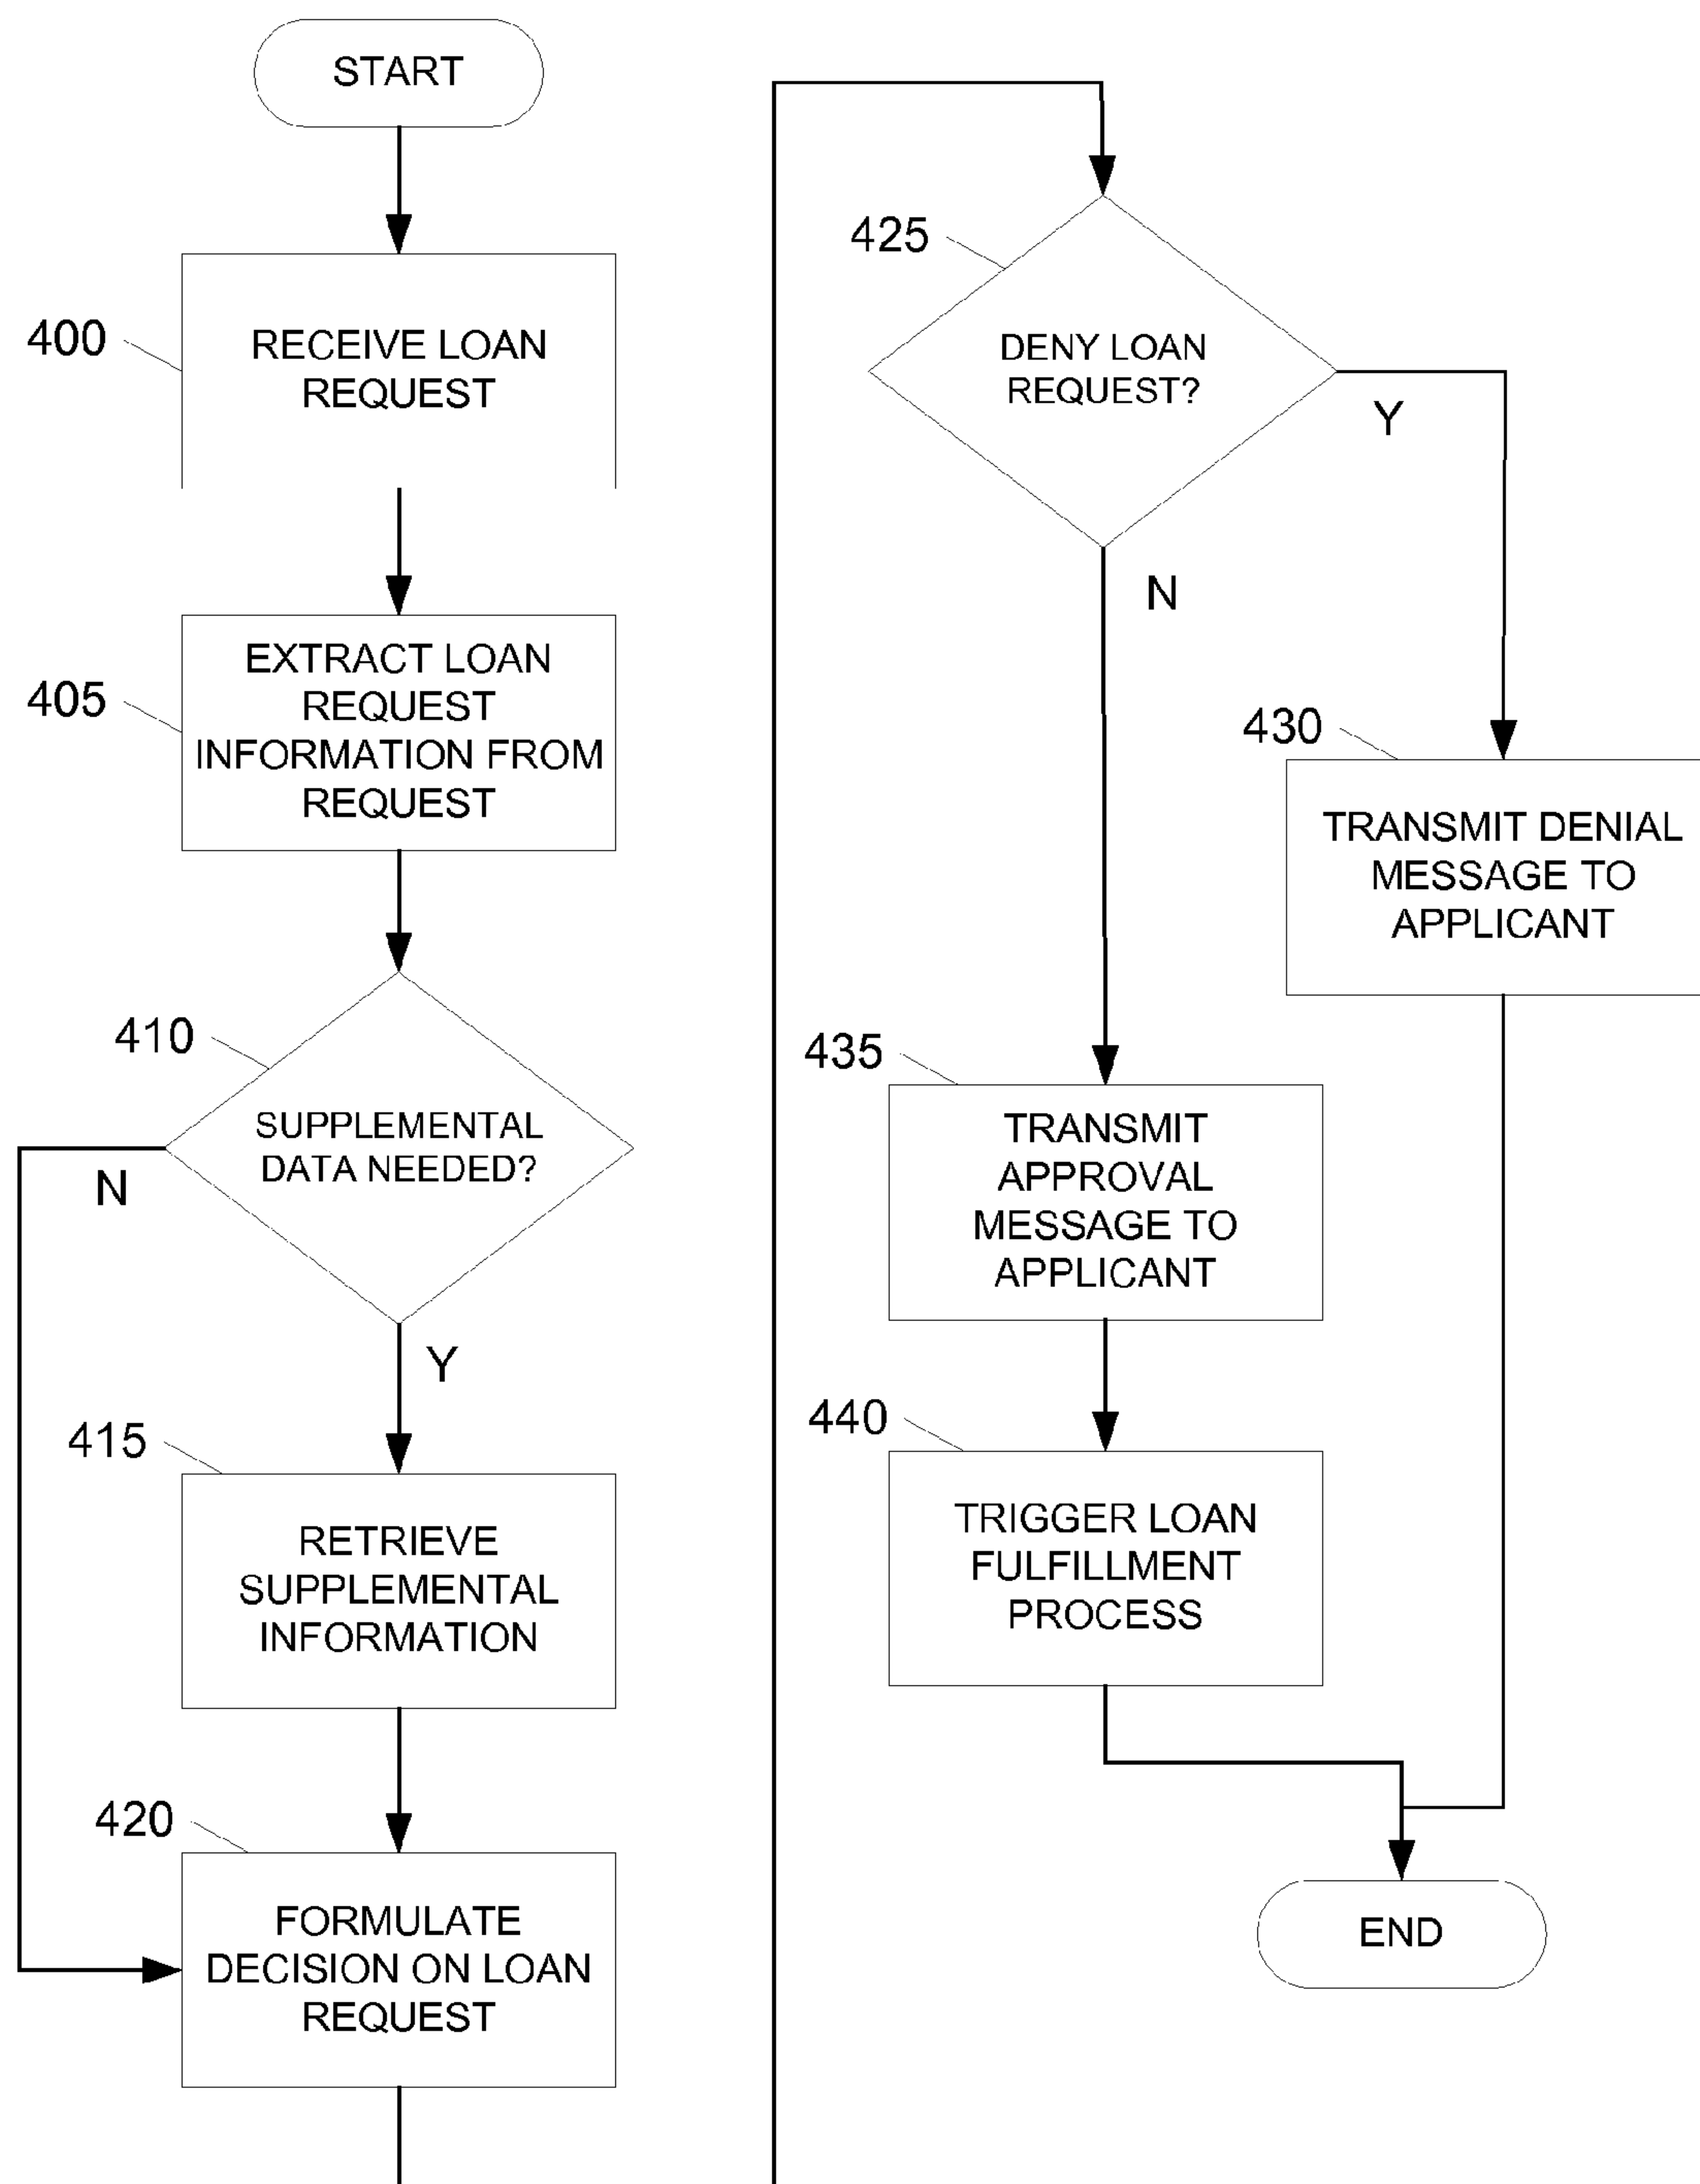 START
400
RECEIVE LOAN
REQUEST
405
EXTRACT LOAN
REQUEST
INFORMATION FROM
REQUEST
410
SUPPLEMENTAL
DATA NEEDED?
N
Y
415
RETRIEVE
SUPPLEMENTAL
INFORMATION
420
FORMULATE
DECISION ON LOAN
REQUEST
425
DENY LOAN
REQUEST?
Y
N
430
TRANSMIT DENIAL
MESSAGE TO
APPLICANT
435
TRANSMIT
APPROVAL
MESSAGE TO
APPLICANT
440
TRIGGER LOAN
FULFILLMENT
PROCESS
END